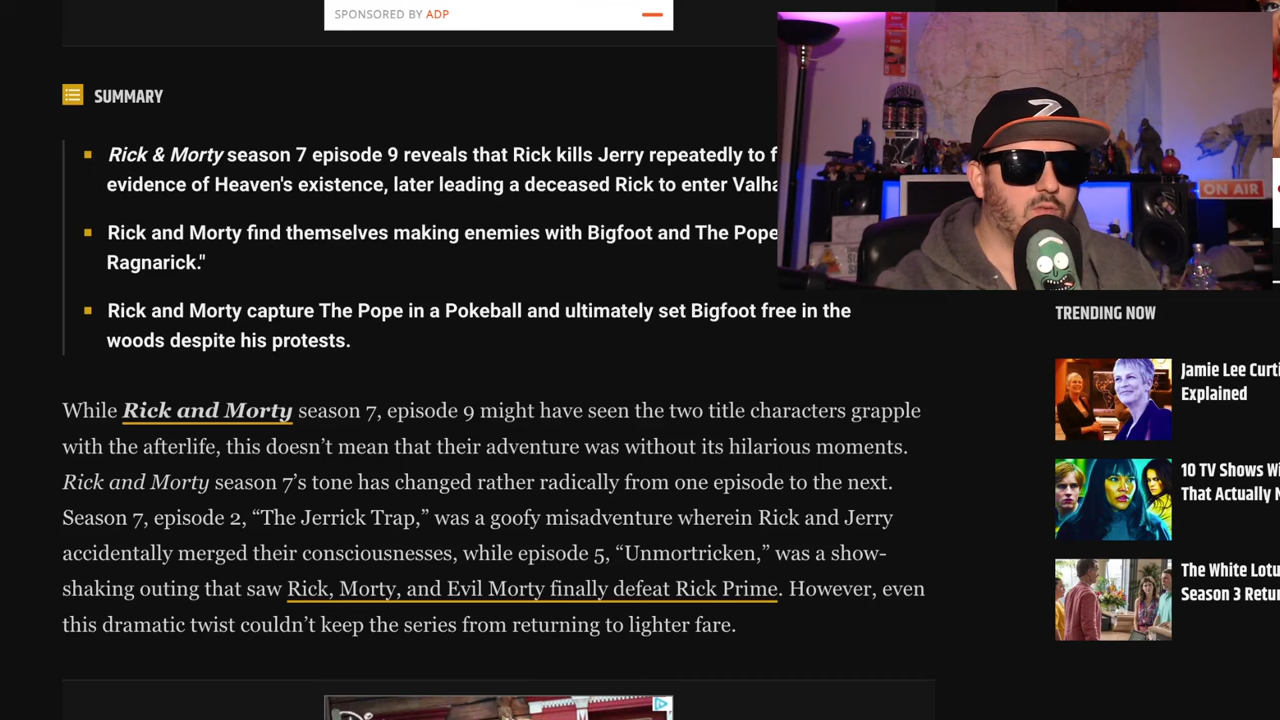 SPONSORED BY ADP
SUMMARY
Rick & Morty season 7 episode 9 reveals that Rick kills Jerry repeatedly to
evidence of Heaven's existence, later leading a deceased Rick to enter
Rick and Morty find themselves making enemies with Bigfoot and The Pope
Ragnarick."
Rick and Morty capture The Pope in a Pokeball and ultimately set Bigfoot free in the
woods despite his protests.
While Rick and Morty season 7, episode 9 might have seen the two title characters grapple
with the afterlife, this doesn’t mean that their adventure was without its hilarious moments.
Rick and Morty season 7’s tone has changed rather radically from one episode to the next.
Season 7, episode 2, “The Jerrick Trap,” was a goofy misadventure wherein Rick and Jerry
accidentally merged their consciousnesses, while episode 5, “Unmortricken,” was a show-
shaking outing that saw Rick, Morty, and Evil Morty finally defeat Rick Prime. However, even
this dramatic twist couldn’t keep the series from returning to lighter fare.
ON AIR
TRENDING NOW
Jamie Lee
Explained
10 TV Shows
That Actually
The White
Season 3